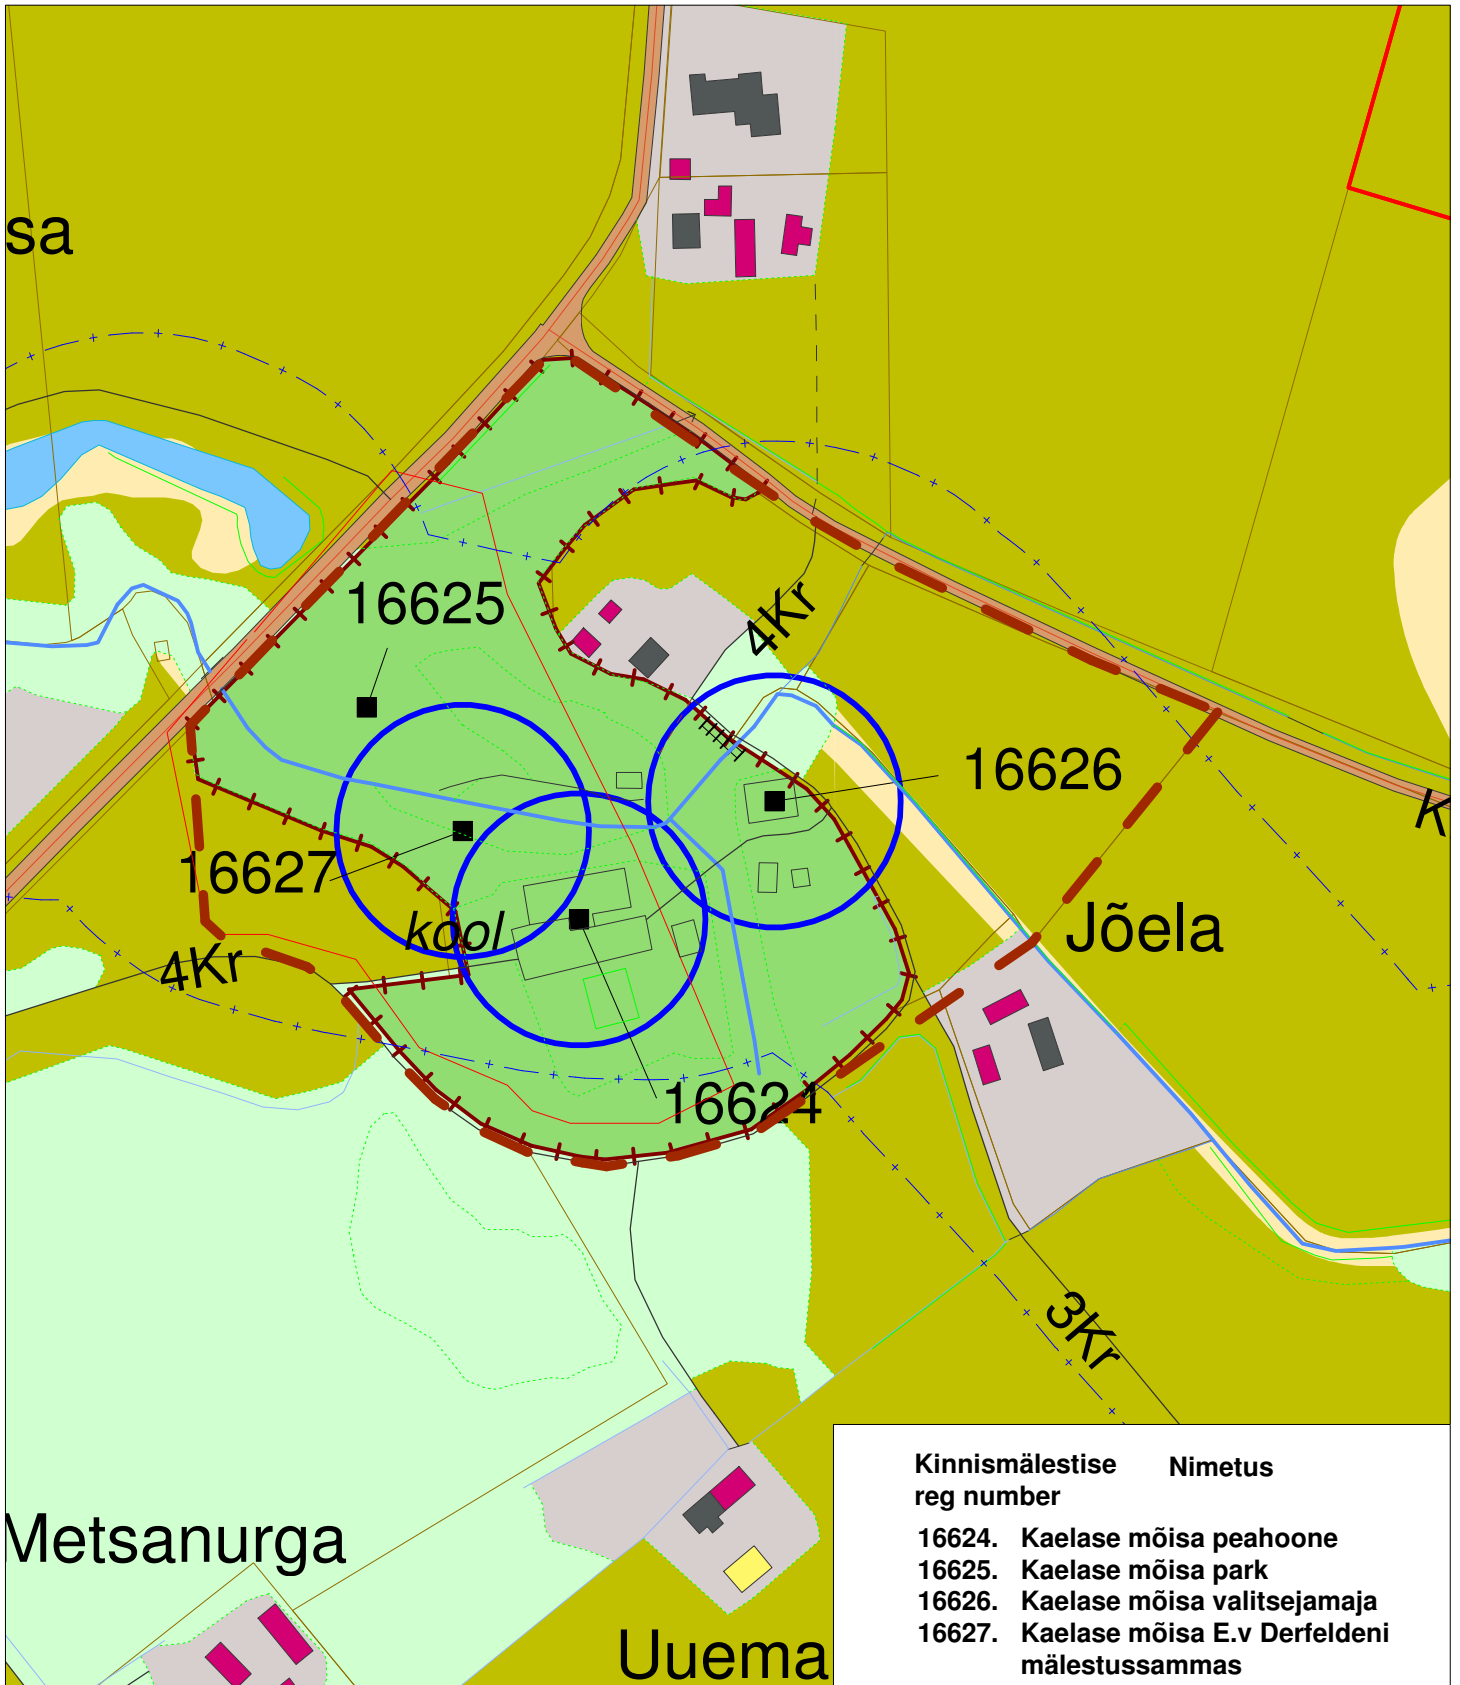 sa
16625
4Kr
16626
K
16627
kool
Jõela
4Kr
16624
3Kr
Metsanurga
Uuema
Kinnismälestise Nimetus
reg number
16624. Kaelase mõisa peahoone
16625. Kaelase mõisa park
16626. Kaelase mõisa valitsejamaja
16627. Kaelase mõisa E.v Derfeldeni
mälestussammas